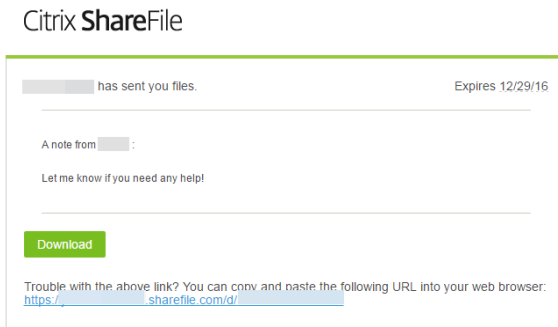 Citrix ShareFile
has sent you files. Expires 12/29/16
A note from :
Let me know if you need any help!
Download
Trouble with the above link? You can copy and paste the following URL into your web browser:
https:/ .sharefile.com/d/